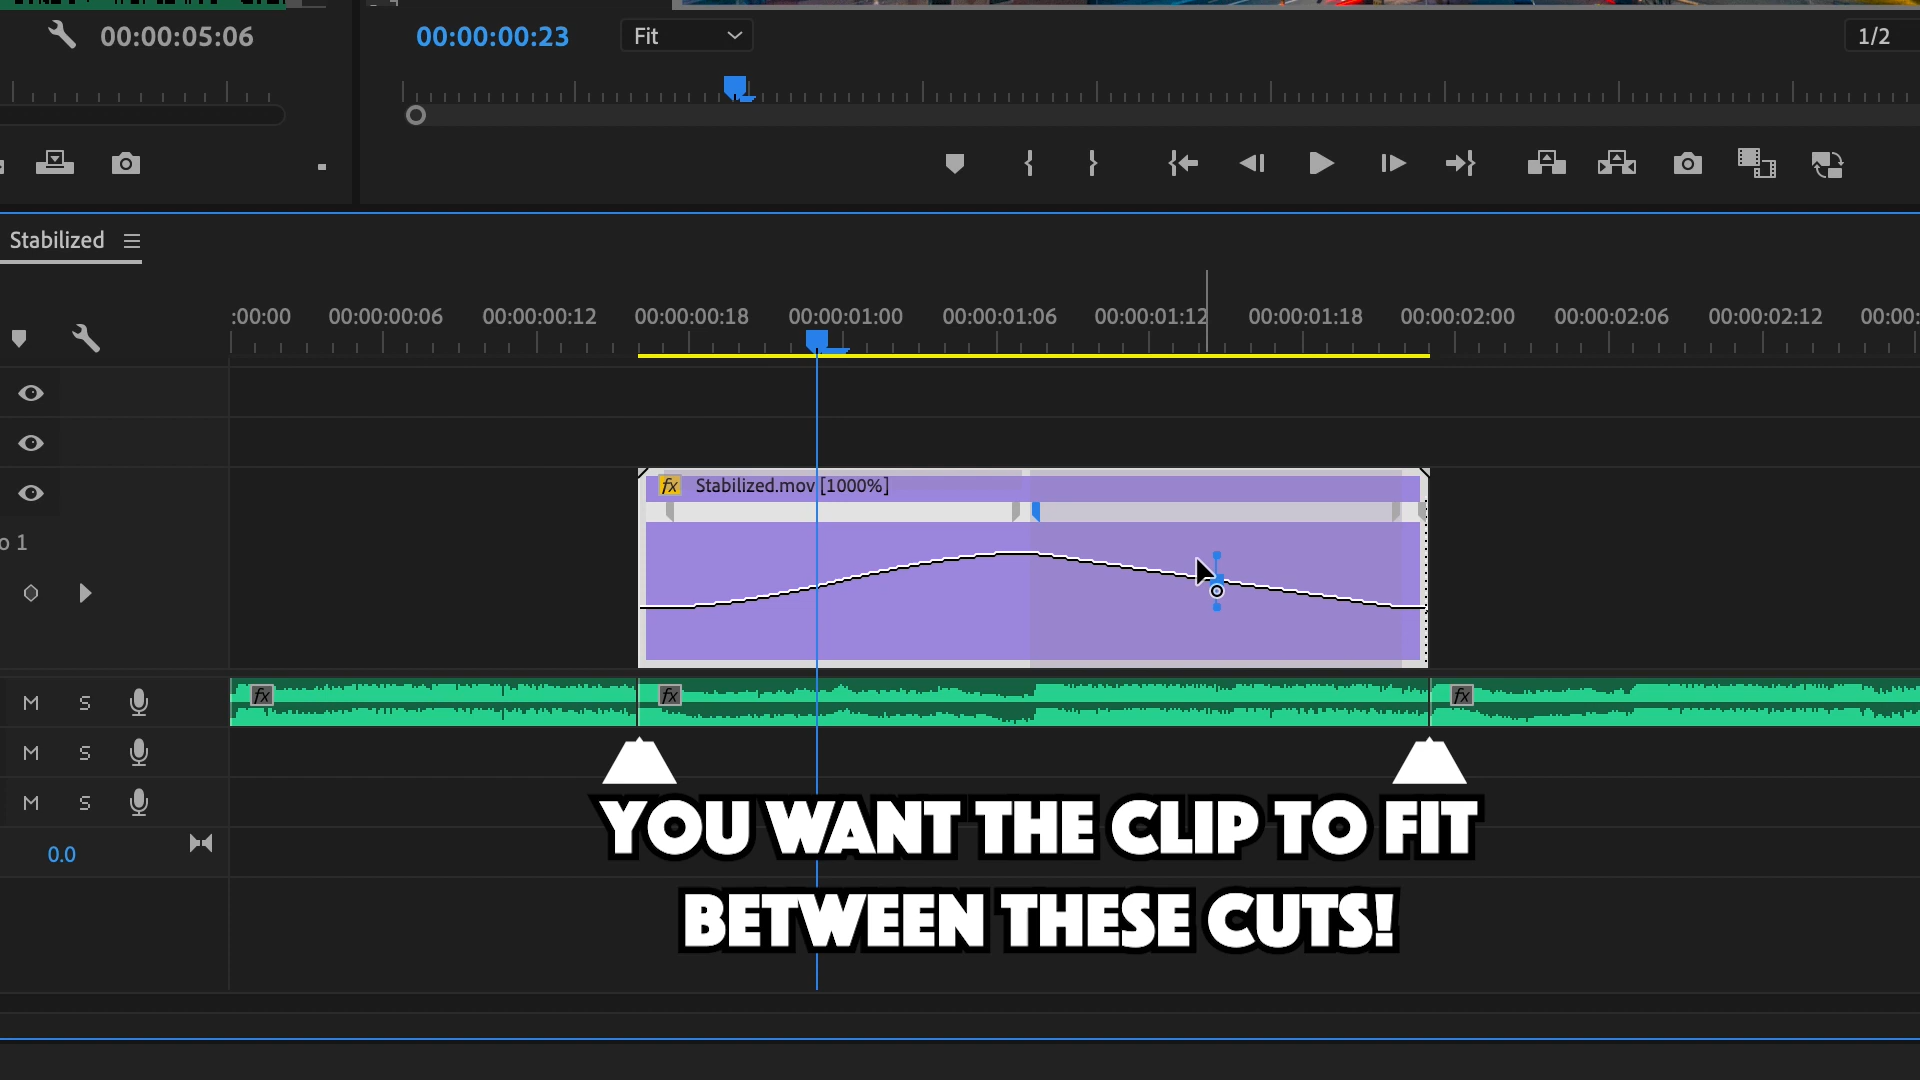 00:00:05:06
00:00:00:23
Fit
1/2
Stabilized
:00:00 00:00:00:06 00:00:00:12 00:00:00:18 00:00:01:00 00:00:01:06 00:00:01:12 00:00:01:18 00:00:02:00 00:00:02:06 00:00:02:12 00:00:
fx Stabilized.mov [1000%]
o 1
fx fx fx
M S
M S
M S
0.0
YOU WANT THE CLIP TO FIT
BETWEEN THESE CUTS!